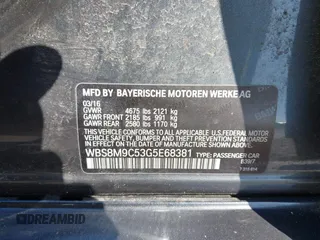 MFD BY BAYERISCHE MOTOREN WERKE AG
03/16
GVWR 4675 lbs 2121 kg
GAWR FRONT 2185 lbs 991 kg
GAWR REAR 2580 lbs 1170 kg
THIS VEHICLE CONFORMS TO ALL APPLICABLE U.S.FEDERAL MOTOR
VEHICLE SAFETY, BUMPER, AND THEFT PREVENTION
STANDARDS IN EFFECT ON THE DATE OF MANUFACTURE SHOWN ABOVE
WBS8M9C53G5E68381 TYPE: PASSENGER CAR
DREAMBID